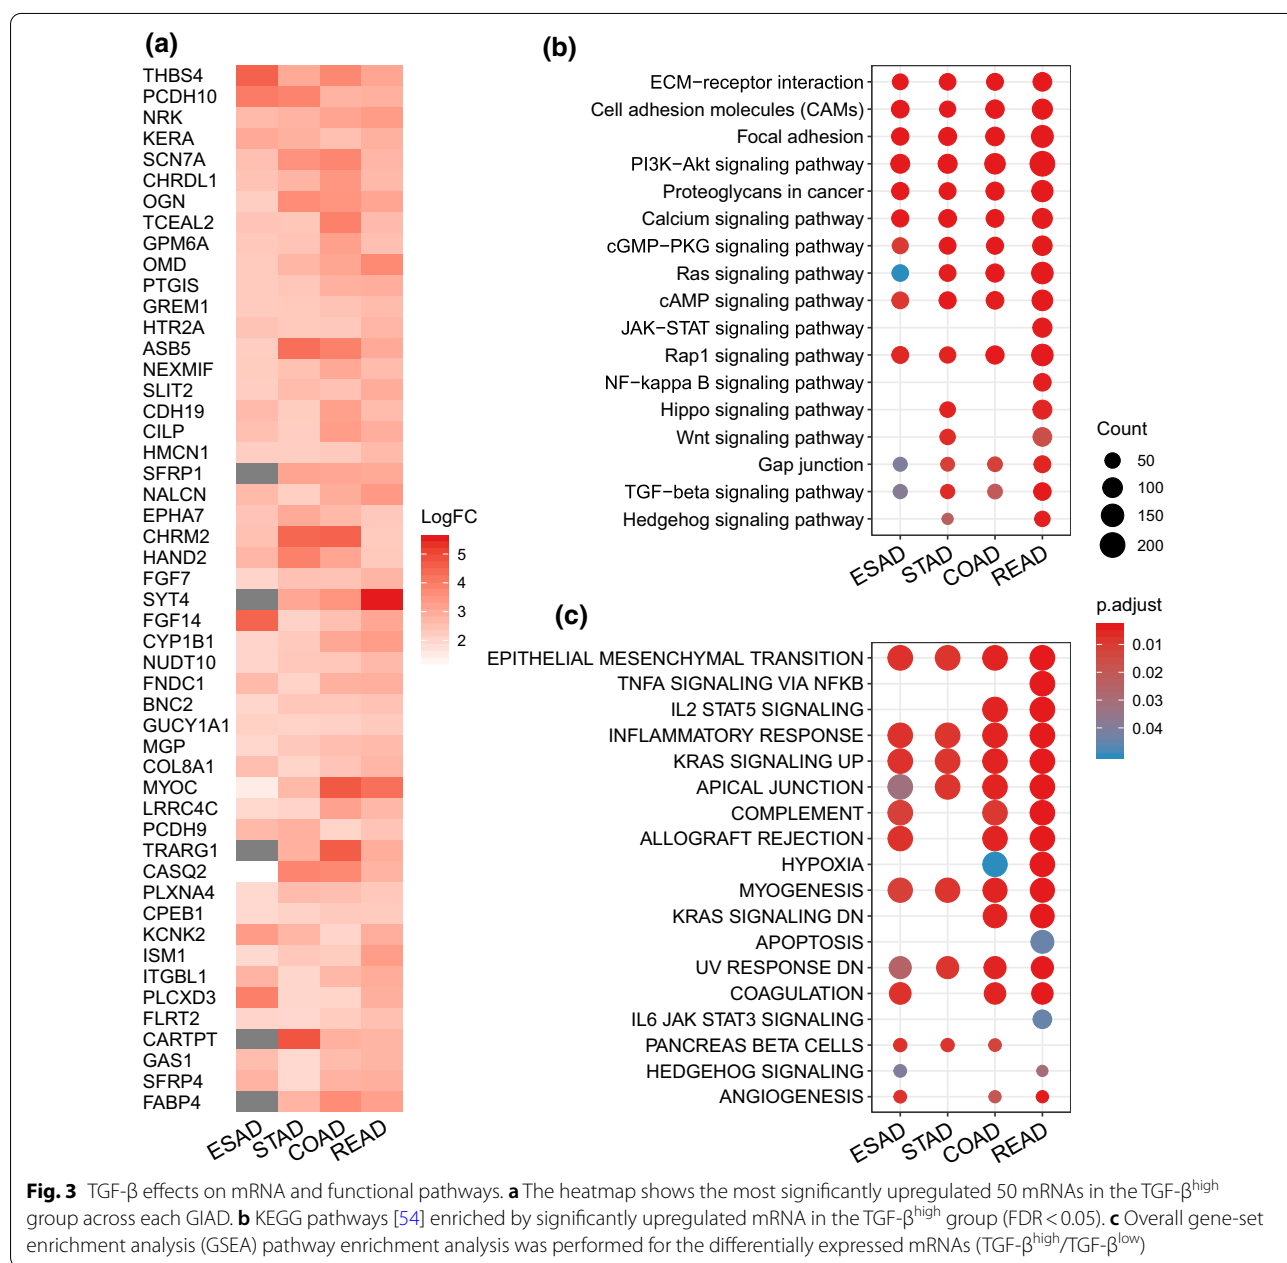 (a)
THBS4
PCDH10
NRK
KERA
SCN7A
CHRDL1
OGN
TCEAL2
GPM6A
OMD
PTGIS
GREM1
HTR2A
ASB5
NEXMIF
SLIT2
CDH19
CILP
HMCN1
SFRP1
NALCN
EPHA7
CHRM2
HAND2
FGF7
SYT4
FGF14
CYP1B1
NUDT10
FNDC1
BNC2
GUCY1A1
MGP
COL8A1
MYOC
LRRC4C
PCDH9
TRARG1
CASQ2
PLXNA4
CPEB1
KCNK2
ISM1
ITGBL1
PLCXD3
FLRT2
CARTPT
GAS1
SFRP4
FABP4
ESAD STAD COAD READ
LogFC
5
4
3
2
(b)
ECM−receptor interaction
Cell adhesion molecules (CAMs)
Focal adhesion
PI3K−Akt signaling pathway
Proteoglycans in cancer
Calcium signaling pathway
cGMP−PKG signaling pathway
Ras signaling pathway
cAMP signaling pathway
JAK−STAT signaling pathway
Rap1 signaling pathway
NF−kappa B signaling pathway
Hippo signaling pathway
Wnt signaling pathway
Gap junction
TGF−beta signaling pathway
Hedgehog signaling pathway
ESAD STAD COAD READ
Count
50
100
150
200
p.adjust
0.01
0.02
0.03
0.04
(c)
EPITHELIAL MESENCHYMAL TRANSITION
TNFA SIGNALING VIA NFKB
IL2 STAT5 SIGNALING
INFLAMMATORY RESPONSE
KRAS SIGNALING UP
APICAL JUNCTION
COMPLEMENT
ALLOGRAFT REJECTION
HYPOXIA
MYOGENESIS
KRAS SIGNALING DN
APOPTOSIS
UV RESPONSE DN
COAGULATION
IL6 JAK STAT3 SIGNALING
PANCREAS BETA CELLS
HEDGEHOG SIGNALING
ANGIOGENESIS
ESAD STAD COAD READ
Fig. 3 TGF-β effects on mRNA and functional pathways. a The heatmap shows the most significantly upregulated 50 mRNAs in the TGF-β^high
group across each GIAD. b KEGG pathways [54] enriched by significantly upregulated mRNA in the TGF-β^high group (FDR < 0.05). c Overall gene-set
enrichment analysis (GSEA) pathway enrichment analysis was performed for the differentially expressed mRNAs (TGF-β^high/TGF-β^low)